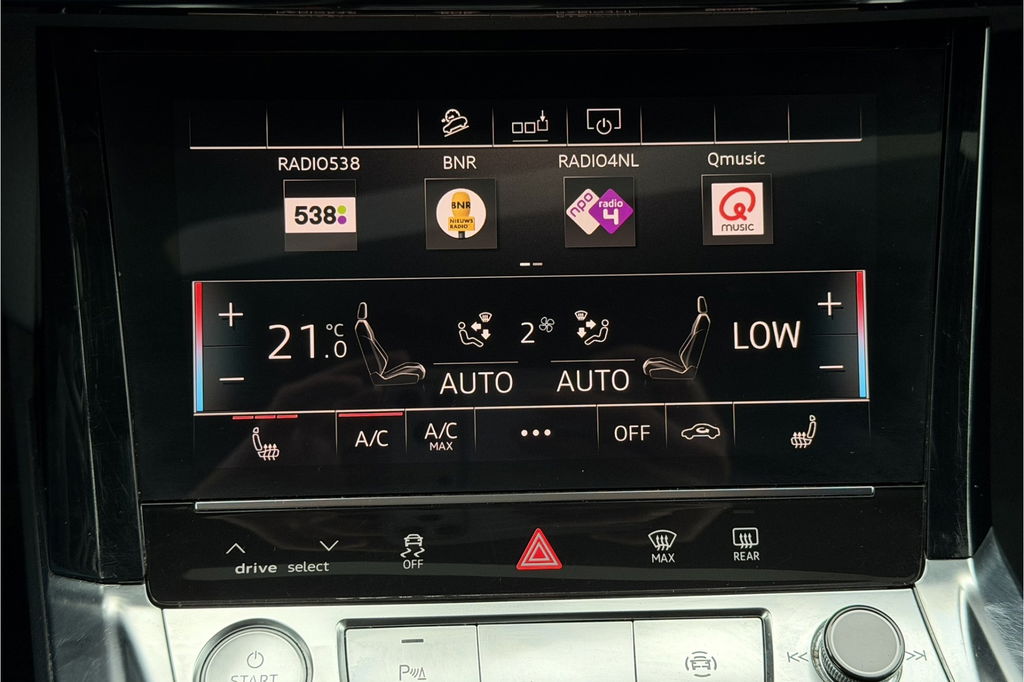 RADIO538
BNR
RADIO4NL
Qmusic
538
BNR
NIEUWS
RADIO
npo
radio
4
MUSIC
+
+
21.0 °C
2
LOW
AUTO
AUTO
A/C
A/C
MAX
OFF
drive select
OFF
MAX
REAR
START
P